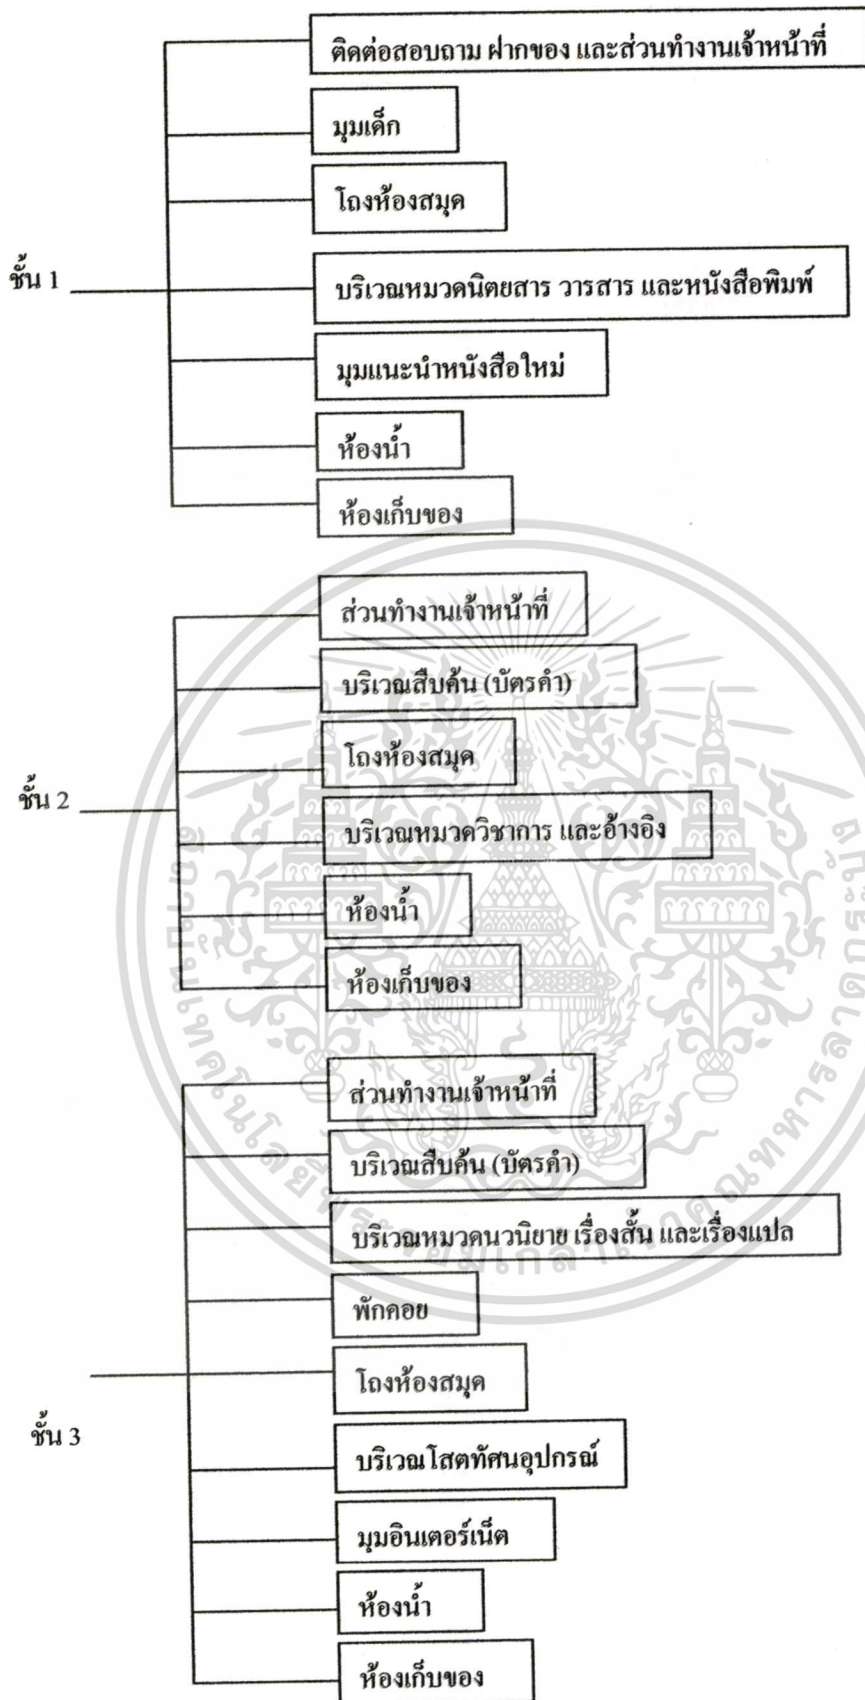 ติดต่อสอบถาม ฝากของ และส่วนทำงานเจ้าหน้าที่
มุมเด็ก
โถงห้องสมุด
ชั้น 1
บริเวณหมวดนิตยสาร วารสาร และหนังสือพิมพ์
มุมแนะนำหนังสือใหม่
ห้องน้ำ
ห้องเก็บของ
ส่วนทำงานเจ้าหน้าที่
บริเวณสืบค้น (บัตรคำ)
โถงห้องสมุด
ชั้น 2
บริเวณหมวดวิชาการ และอ้างอิง
ห้องน้ำ
ห้องเก็บของ
ส่วนทำงานเจ้าหน้าที่
บริเวณสืบค้น (บัตรคำ)
บริเวณหมวดนวนิยาย เรื่องสั้น และเรื่องแปล
พักคอย
โถงห้องสมุด
ชั้น 3
บริเวณโสตทัศนอุปกรณ์
มุมอินเตอร์เน็ต
ห้องน้ำ
ห้องเก็บของ